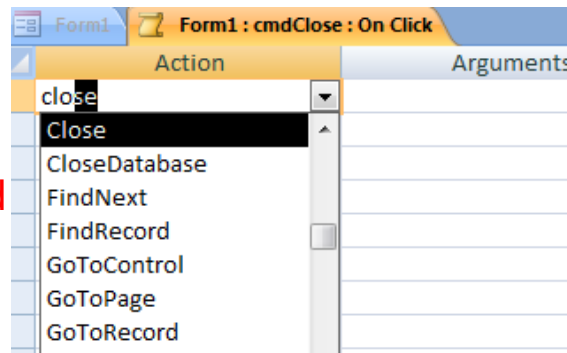 Form1 Form1 : cmdClose : On Click
Action Arguments
close
Close
CloseDatabase
FindNext
FindRecord
GoToControl
GoToPage
GoToRecord